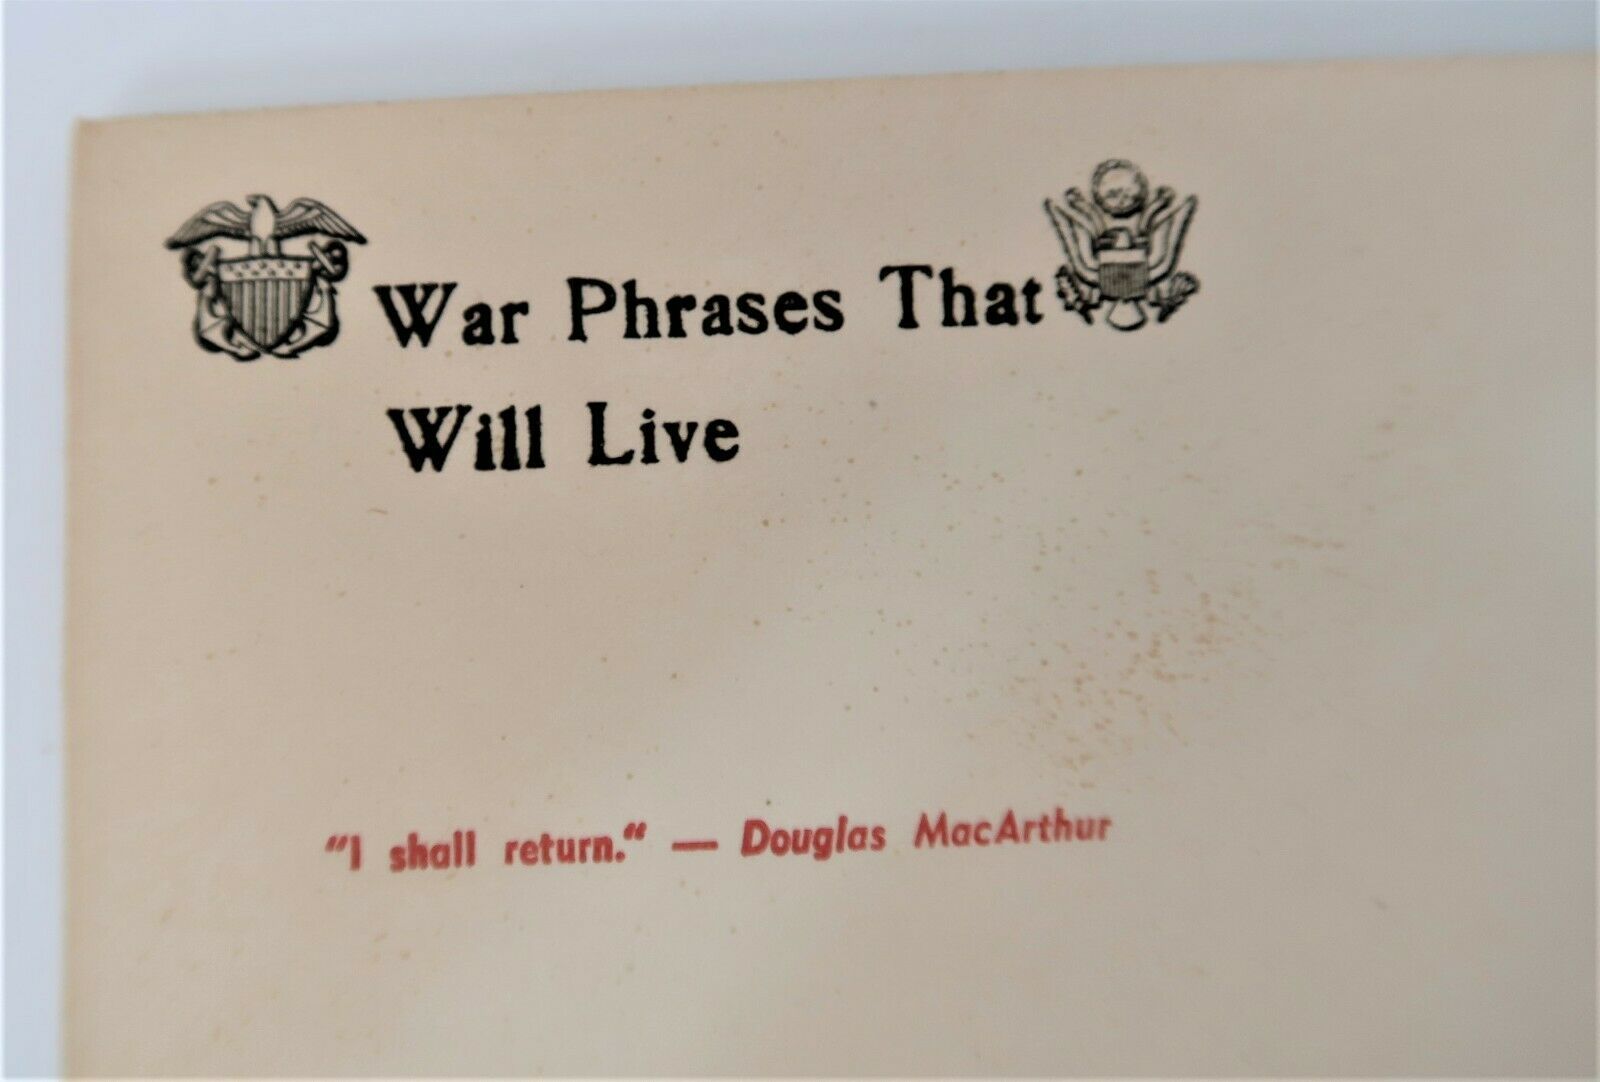 War Phrases That
Will Live
"I shall return." — Douglas MacArthur